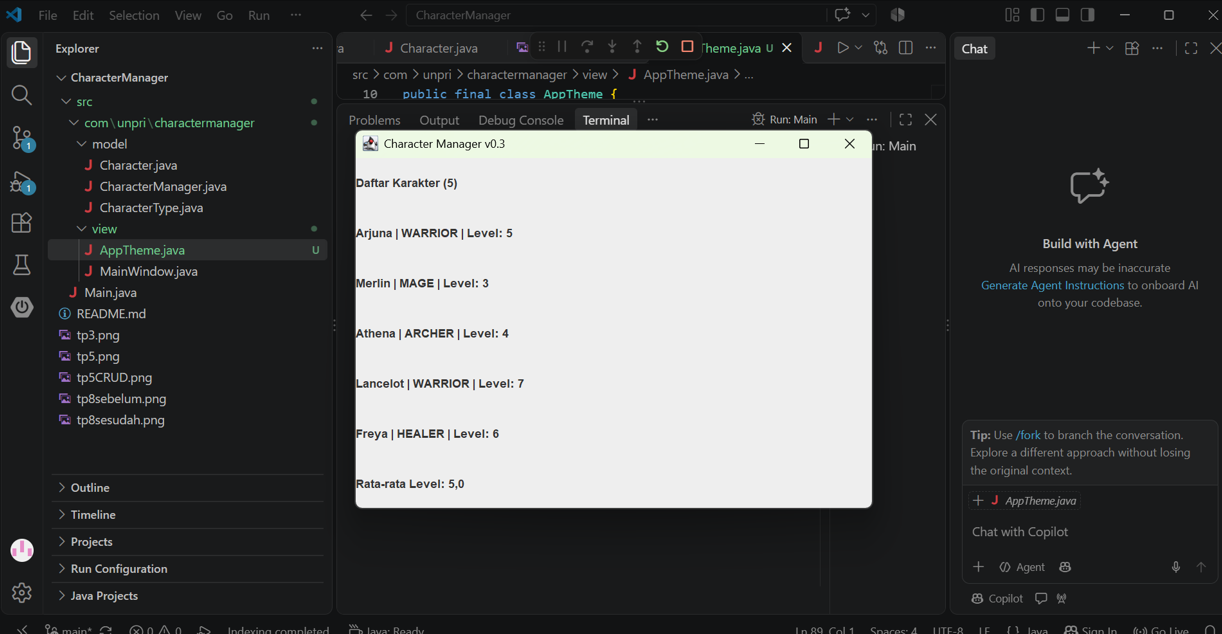 File Edit Selection View Go Run ···
CharacterManager
Explorer
CharacterManager
src
com\unpri\charactermanager
model
Character.java
CharacterManager.java
CharacterType.java
view
AppTheme.java U
MainWindow.java
Main.java
README.md
tp3.png
tp5.png
tp5CRUD.png
tp8sebelum.png
tp8sesudah.png
Outline
Timeline
Projects
Run Configuration
Java Projects
1
1
a
Character.java
Theme.java U
src > com > unpri > charactermanager > view > AppTheme.java > ...
10 public final class AppTheme {
Problems Output Debug Console Terminal ···
Run: Main
un: Main
Character Manager v0.3
Daftar Karakter (5)
Arjuna | WARRIOR | Level: 5
Merlin | MAGE | Level: 3
Athena | ARCHER | Level: 4
Lancelot | WARRIOR | Level: 7
Freya | HEALER | Level: 6
Rata-rata Level: 5,0
Chat
Build with Agent
AI responses may be inaccurate
Generate Agent Instructions to onboard AI
onto your codebase.
Tip: Use /fork to branch the conversation.
Explore a different approach without losing
the original context.
AppTheme.java
Chat with Copilot
Agent
Copilot
main* 0 0 Indexing completed Java: Ready
Ln 89, Col 1 Spaces: 4 UTF-8 LF Java Sign In Go Live